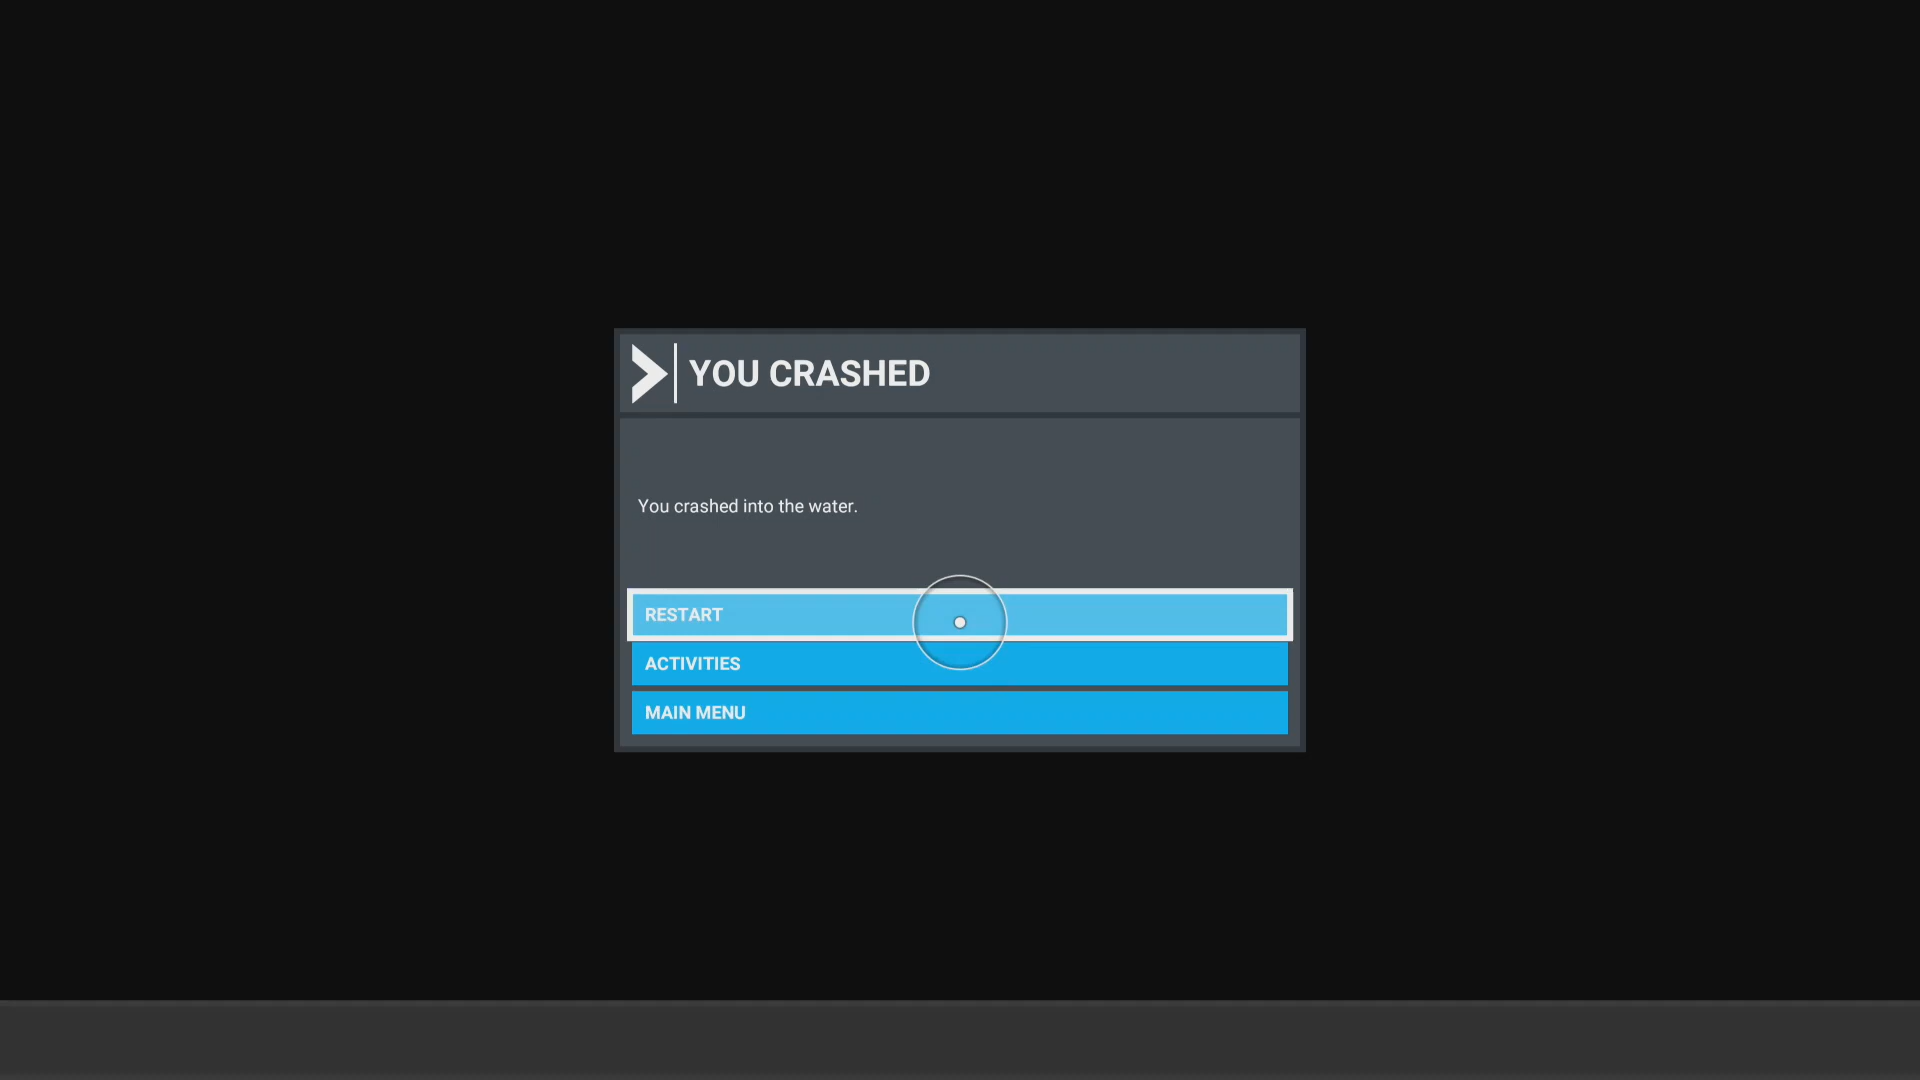 YOU CRASHED
You crashed into the water.
RESTART
ACTIVITIES
MAIN MENU